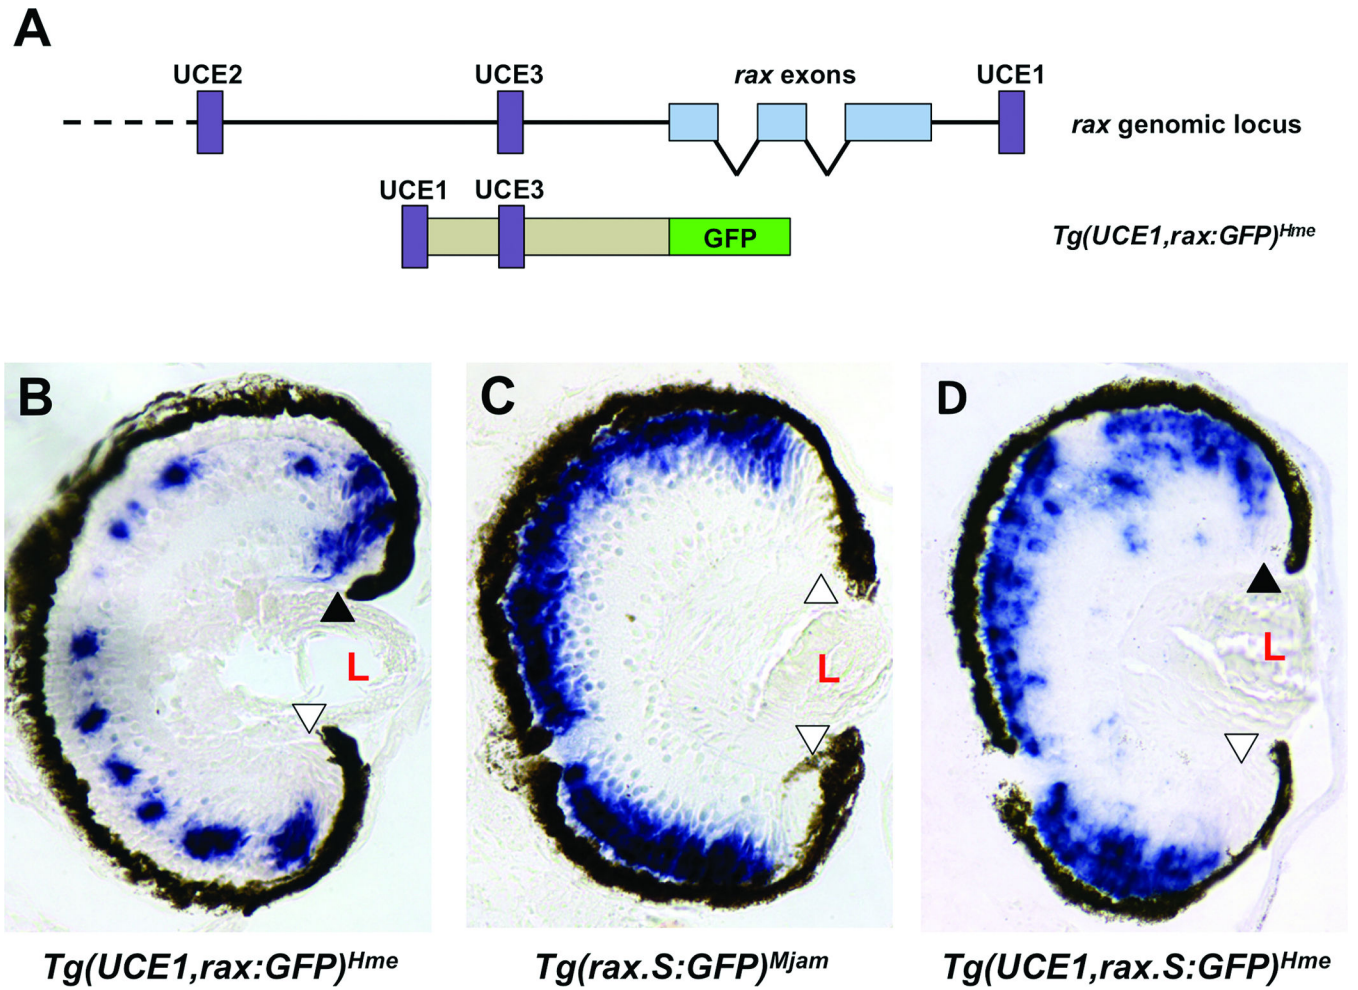 A
UCE2 UCE3 rax exons UCE1
rax genomic locus
UCE1 UCE3
GFP
Tg(UCE1,rax:GFP)Hme
B C D
L L L
Tg(UCE1,rax:GFP)Hme Tg(rax.S:GFP)Mjam Tg(UCE1,rax.S:GFP)Hme